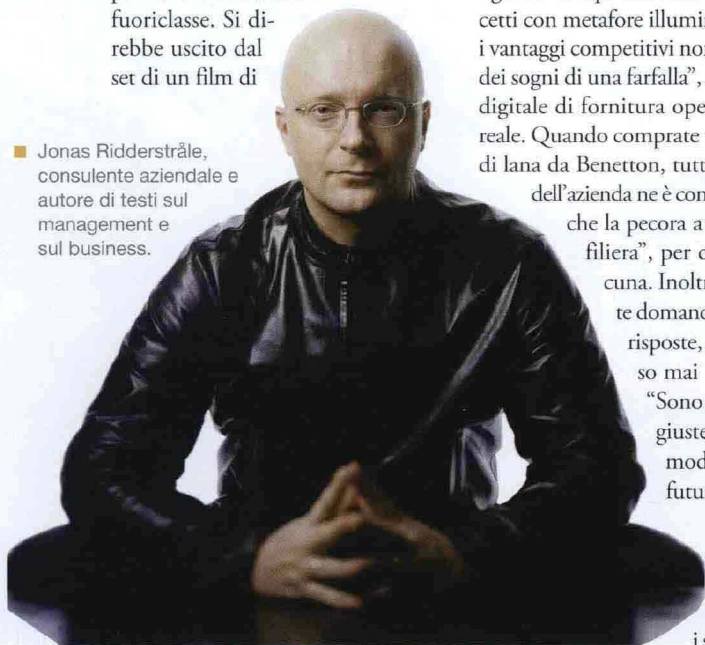 fuoriclasse. Si di-
rebbe uscito dal
set di un film di
Jonas Ridderstråle,
consulente aziendale e
autore di testi sul
management e
sul business.
cetti con metafore illumi
i vantaggi competitivi no
dei sogni di una farfalla”,
digitale di fornitura ope
reale. Quando comprate
di lana da Benetton, tutt
dell’azienda ne è con
che la pecora a
filiera”, per
cuna. Inolt
te doman
risposte,
so mai
“Sono
giuste
mod
futu
i s